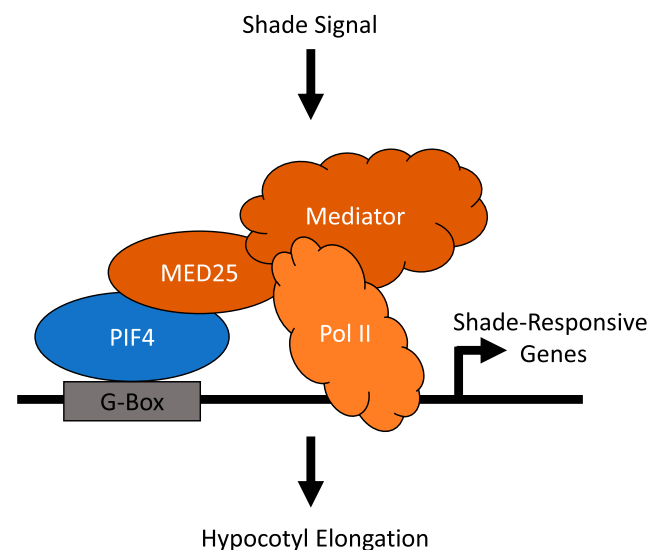 Shade Signal
Mediator
MED25
PIF4
Pol II
Shade-Responsive
Genes
G-Box
Hypocotyl Elongation